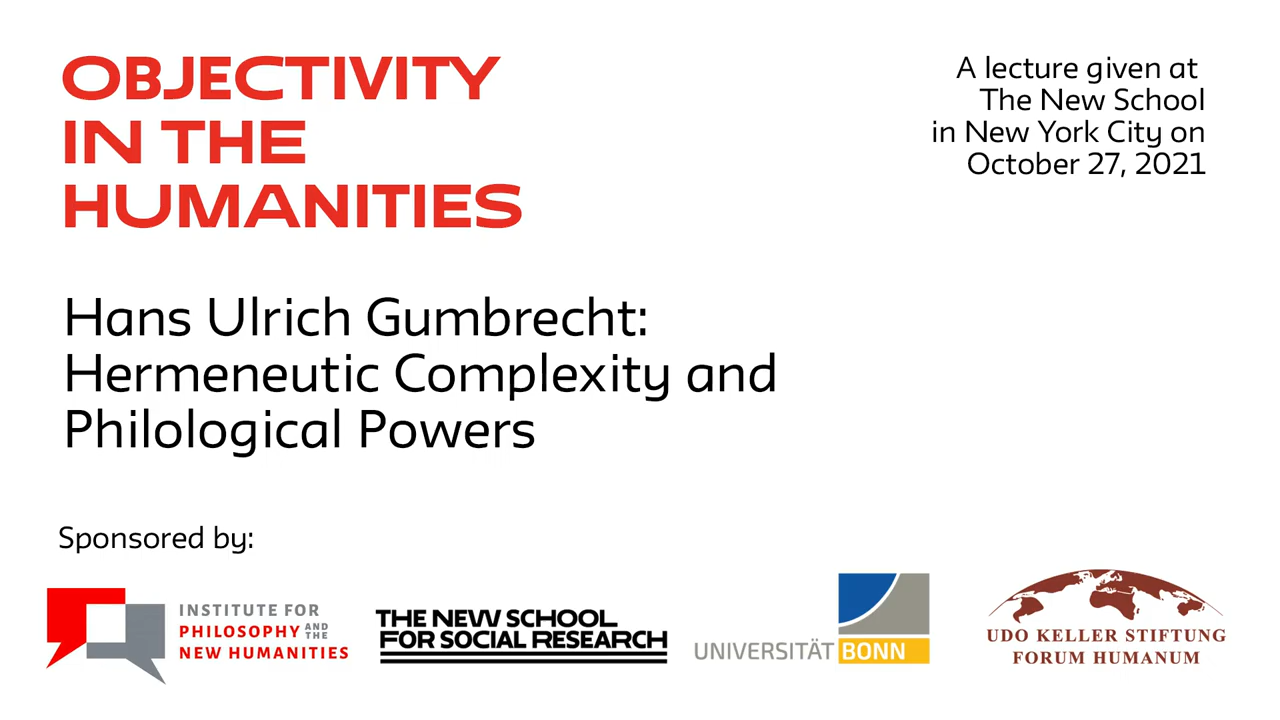 OBJECTIVITY
IN THE
HUMANITIES
A lecture given at
The New School
in New York City on
October 27, 2021
Hans Ulrich Gumbrecht:
Hermeneutic Complexity and
Philological Powers
Sponsored by:
INSTITUTE FOR
PHILOSOPHY AND THE
NEW HUMANITIES
THE NEW SCHOOL
FOR SOCIAL RESEARCH
UNIVERSITÄT BONN
UDO KELLER STIFTUNG
FORUM HUMANUM